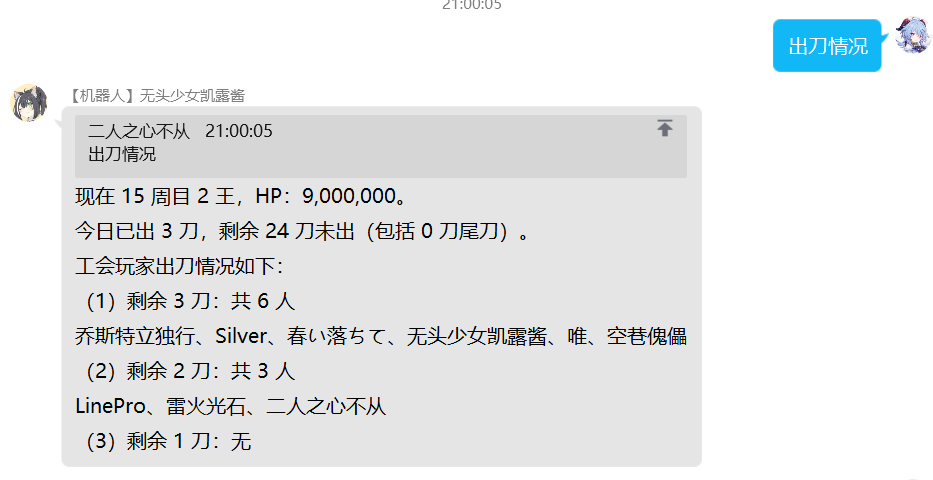 21:00:05
出刀情况
【机器人】无头少女凯露酱
二人之心不从 21:00:05
出刀情况
现在 15 周目 2 王，HP：9,000,000。
今日已出 3 刀，剩余 24 刀未出（包括 0 刀尾刀）。
工会玩家出刀情况如下：
（1）剩余 3 刀：共 6 人
乔斯特立独行、Silver、春い落ちて、无头少女凯露酱、唯、空巷傀儡
（2）剩余 2 刀：共 3 人
LinePro、雷火光石、二人之心不从
（3）剩余 1 刀：无